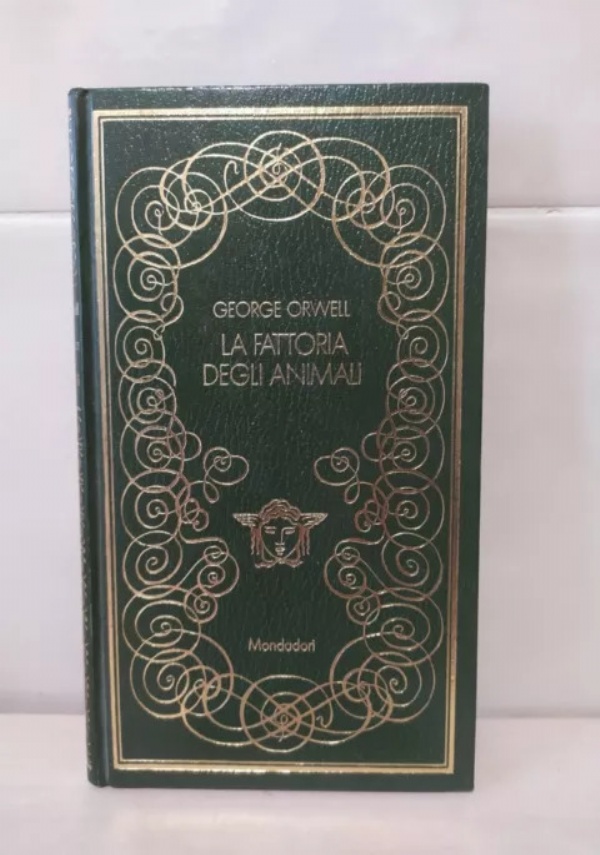 GEORGE ORWELL
LA FATTORIA
DEGLI ANIMALI
Mondadori